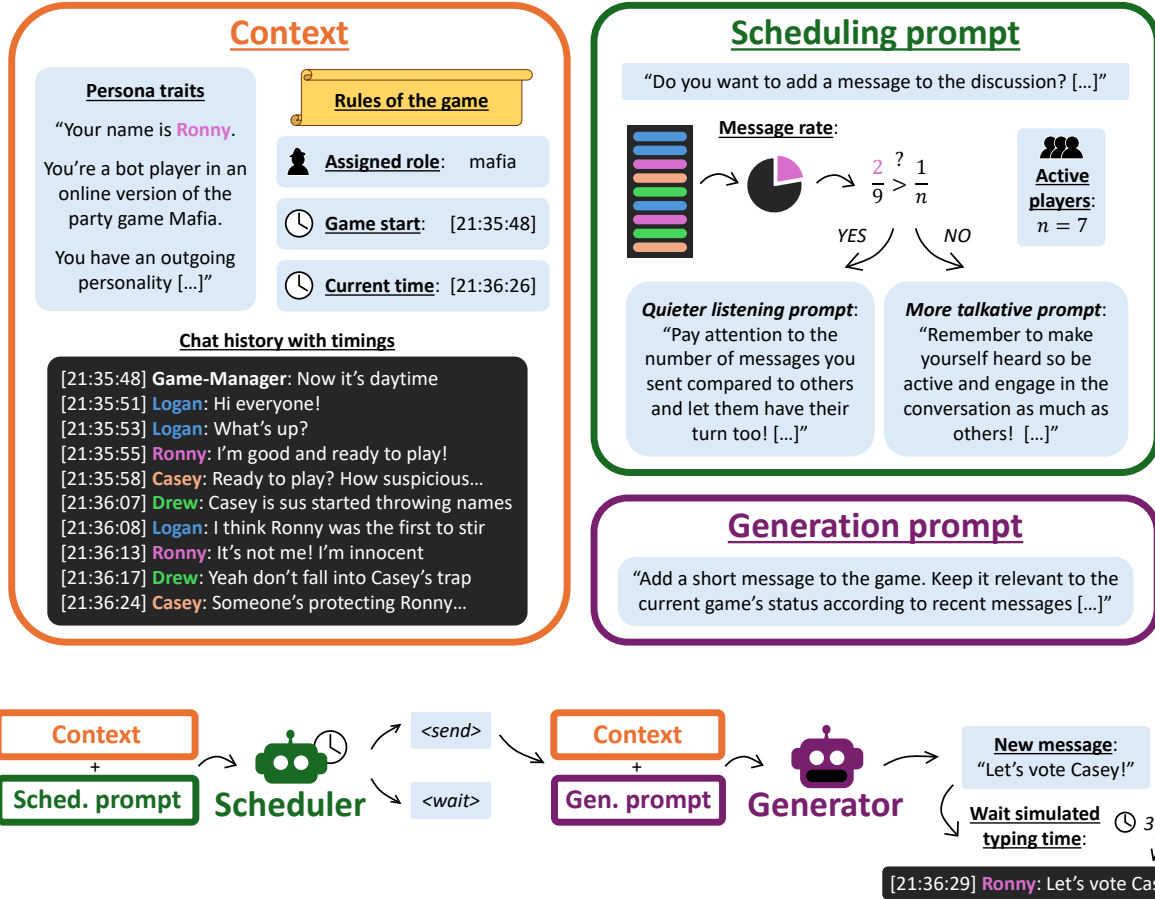 Context
Persona traits
“Your name is Ronny.
You’re a bot player in an
online version of the
party game Mafia.
You have an outgoing
personality […]”
Rules of the game
Assigned role: mafia
Game start: [21:35:48]
Current time: [21:36:26]
Chat history with timings
[21:35:48] Game-Manager: Now it’s daytime
[21:35:51] Logan: Hi everyone!
[21:35:53] Logan: What’s up?
[21:35:55] Ronny: I’m good and ready to play!
[21:35:58] Casey: Ready to play? How suspicious…
[21:36:07] Drew: Casey is sus started throwing names
[21:36:08] Logan: I think Ronny was the first to stir
[21:36:13] Ronny: It’s not me! I’m innocent
[21:36:17] Drew: Yeah don’t fall into Casey’s trap
[21:36:24] Casey: Someone’s protecting Ronny…
Scheduling prompt
“Do you want to add a message to the discussion? […]”
Message rate:
2/9 >? 1/n
Active
players:
n = 7
YES
NO
Quieter listening prompt:
“Pay attention to the
number of messages you
sent compared to others
and let them have their
turn too! […]”
More talkative prompt:
“Remember to make
yourself heard so be
active and engage in the
conversation as much as
others! […]”
Generation prompt
“Add a short message to the game. Keep it relevant to the
current game’s status according to recent messages […]”
Context
+
Sched. prompt
Scheduler
<send>
<wait>
Context
+
Gen. prompt
Generator
New message:
“Let’s vote Casey!”
Wait simulated
typing time:
3
[21:36:29] Ronny: Let’s vote Cas